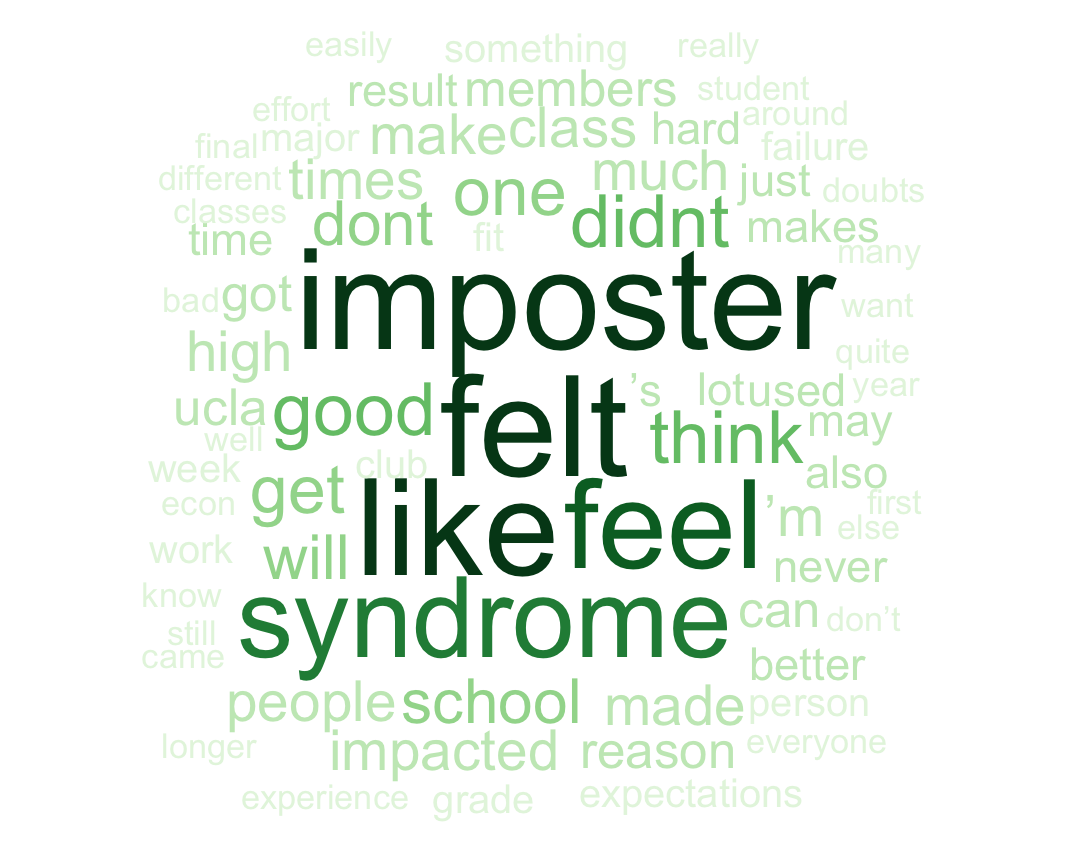 easily something really
result members student
effort make class hard around
final major times much failure
different one just doubts
classes dont didnt makes
time fit many
imposter
bad got want
high quite
ucla good felt 's lot used year
well think may
week club also
econ get like feel 'm first
else
work will never
know syndrome can don't
still
came better
people school made person
longer impacted reason everyone
experience grade expectations